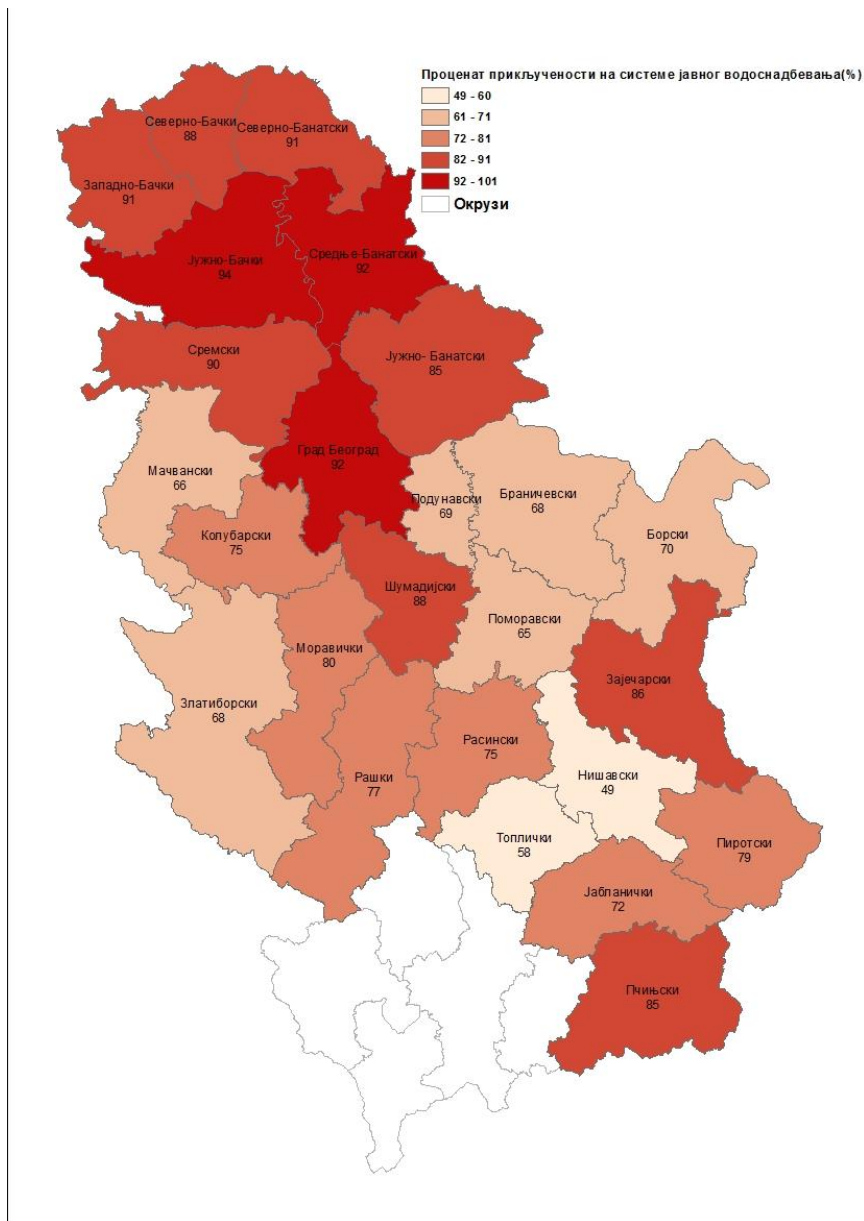 Проценат прикључености на системе јавног водоснадбевања(%)
49 - 60
61 - 71
72 - 81
82 - 91
92 - 101
Окрузи
Северно-Бачки
88
Северно-Банатски
91
Западно-Бачки
91
Јужно-Бачки
94
Средње-Банатски
92
Сремски
90
Јужно- Банатски
85
Град Београд
92
Мачвански
66
Подунавски
69
Браничевски
68
Колубарски
75
Борски
70
Шумадијски
88
Поморавски
65
Моравички
80
Зајечарски
86
Златиборски
68
Расински
75
Рашки
77
Нишавски
49
Топлички
58
Пиротски
79
Јабланички
72
Пчињски
85